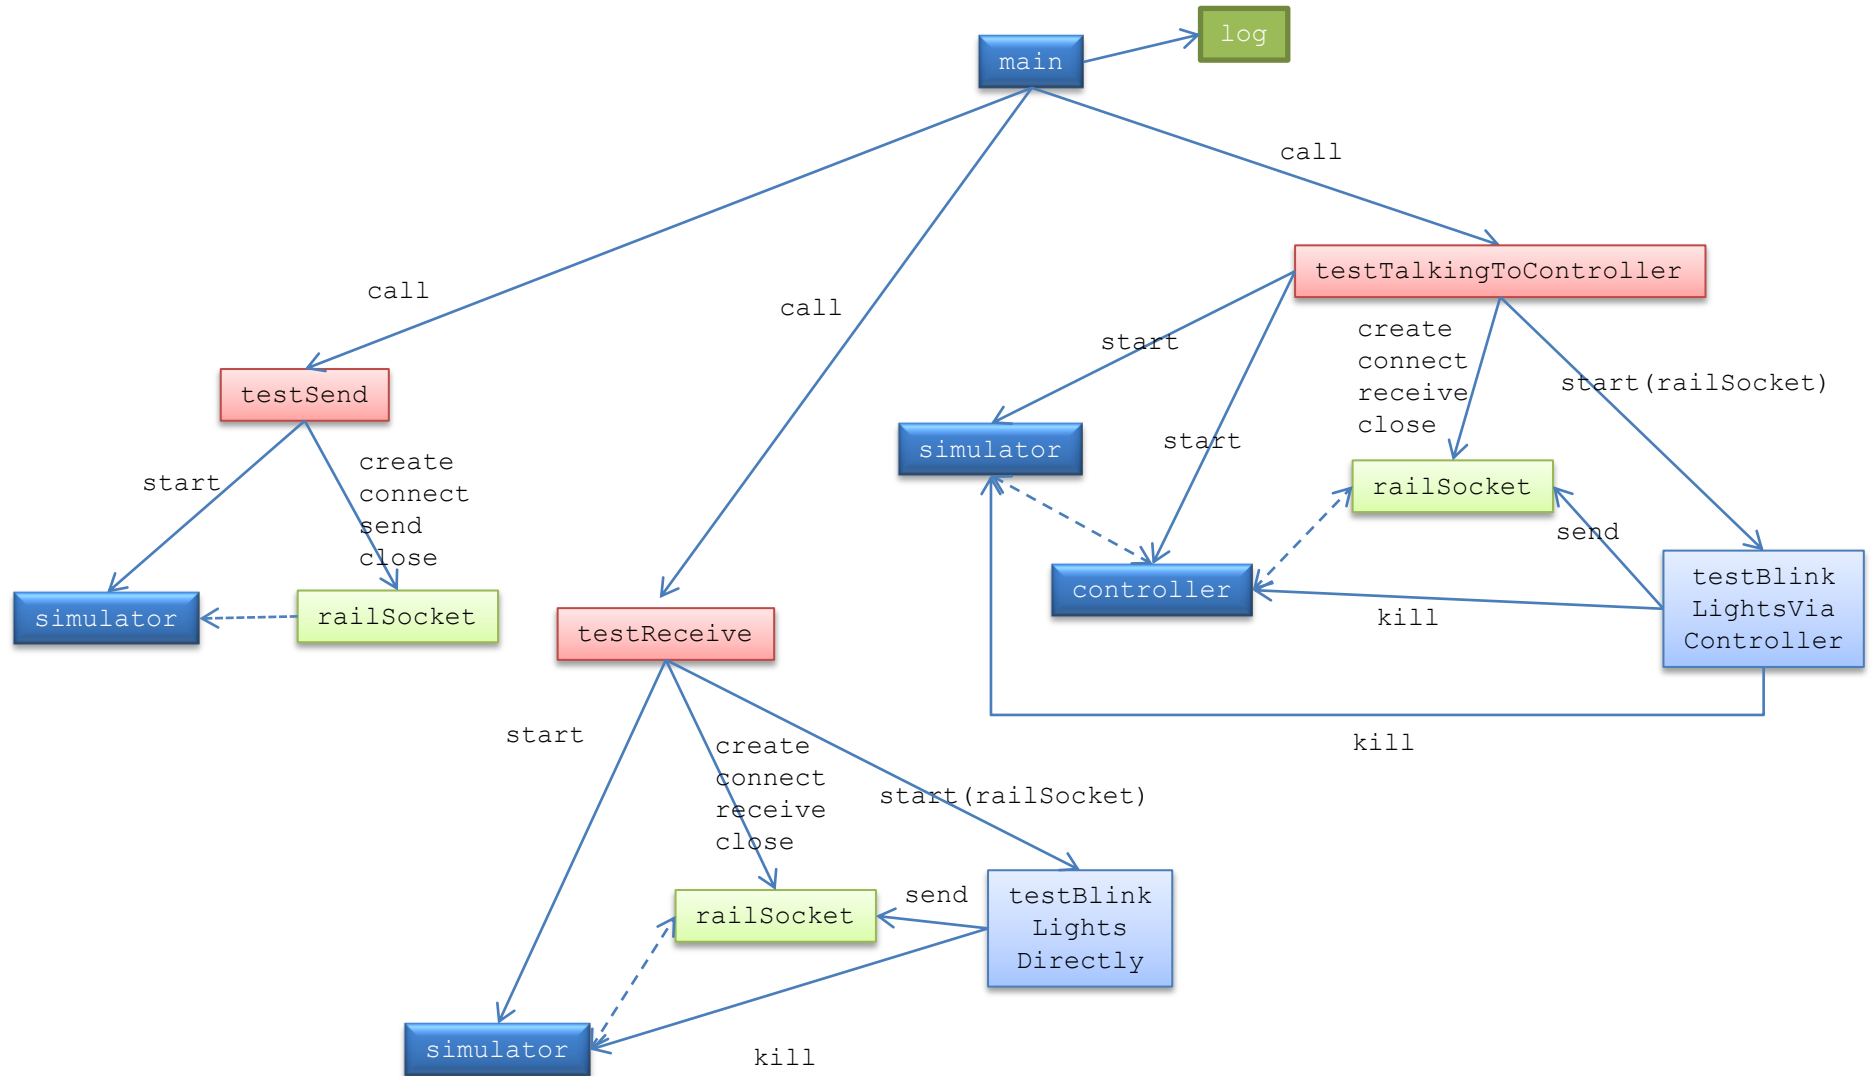 log
main
call
call
call
testTalkingToController
start
create
connect
receive
close
start(railSocket)
testSend
simulator
start
railSocket
start
create
connect
send
close
send
testBlink
LightsVia
Controller
controller
kill
simulator
railSocket
testReceive
kill
start
create
connect
receive
close
start(railSocket)
railSocket
send
testBlink
Lights
Directly
simulator
kill